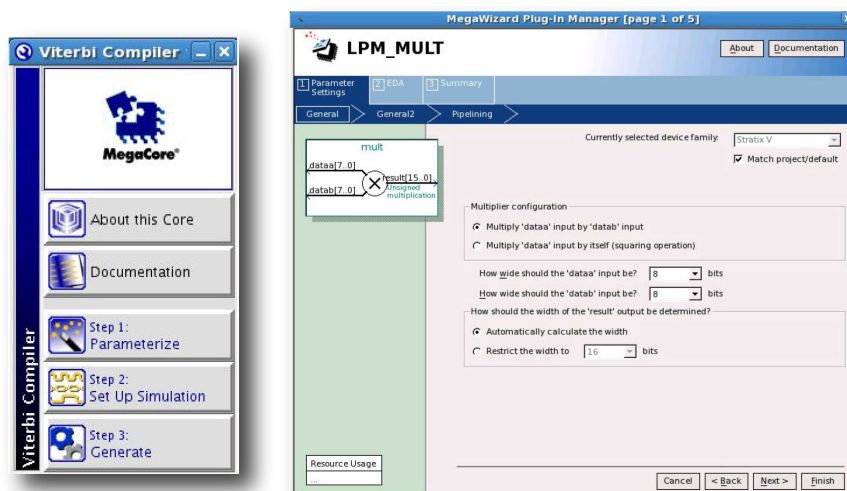 Viterbi Compiler
MegaCore®
About this Core
Documentation
Step 1:
Parameterize
Step 2:
Set Up Simulation
Step 3:
Generate
Viterbi Compiler
MegaWizard Plug-In Manager [page 1 of 5]
LPM_MULT
About
Documentation
1 Parameter
Settings
2 EDA
3 Summary
General
General2
Pipelining
mult
dataa[7..0]
result[15..0]
datab[7..0]
Unsigned
multiplication
Currently selected device family:
Stratix V
Match project/default
Multiplier configuration
Multiply 'dataa' input by 'datab' input
Multiply 'dataa' input by itself (squaring operation)
How wide should the 'dataa' input be? 8 bits
How wide should the 'datab' input be? 8 bits
How should the width of the 'result' output be determined?
Automatically calculate the width
Restrict the width to 16 bits
Resource Usage
...
Cancel
< Back
Next >
Finish